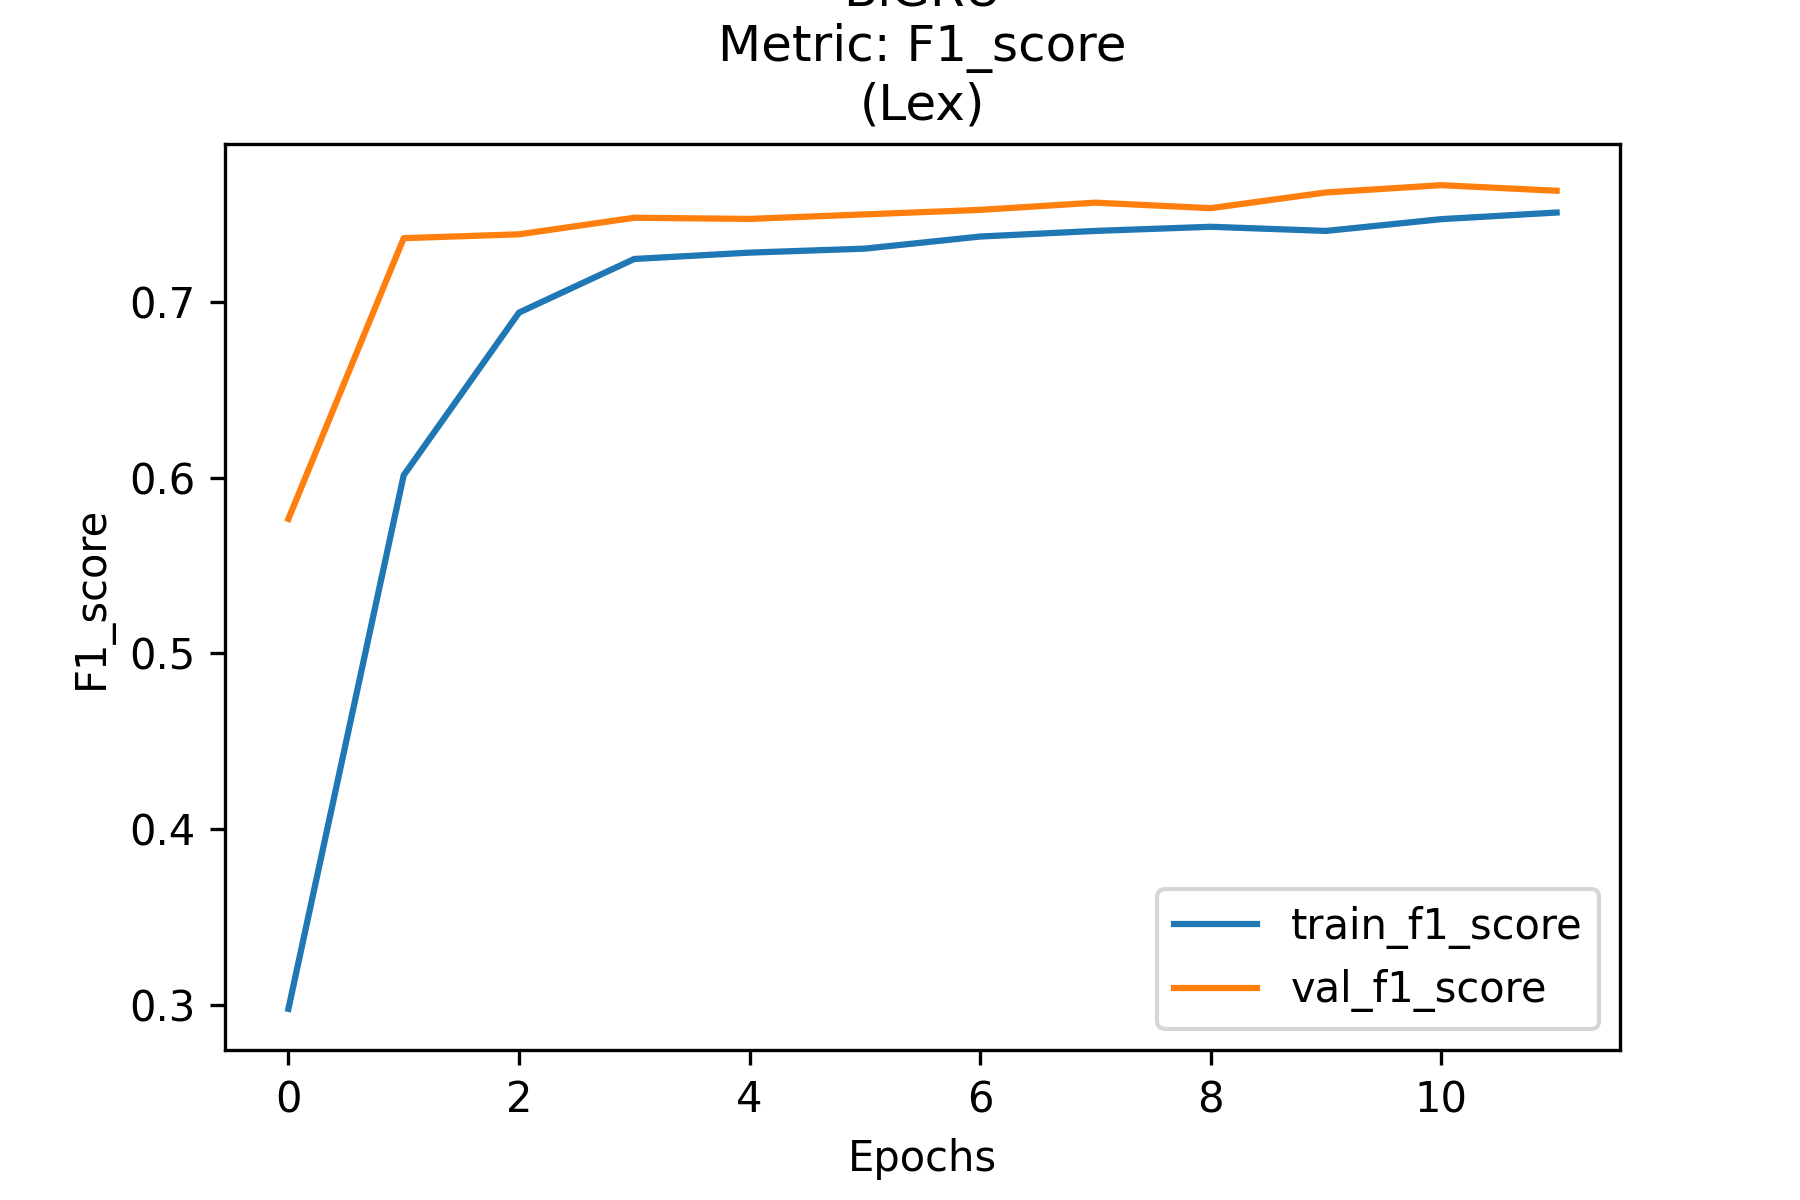 Metric: F1_score
(Lex)
F1_score
0.7
0.6
0.5
0.4
0.3
train_f1_score
val_f1_score
0 2 4 6 8 10
Epochs